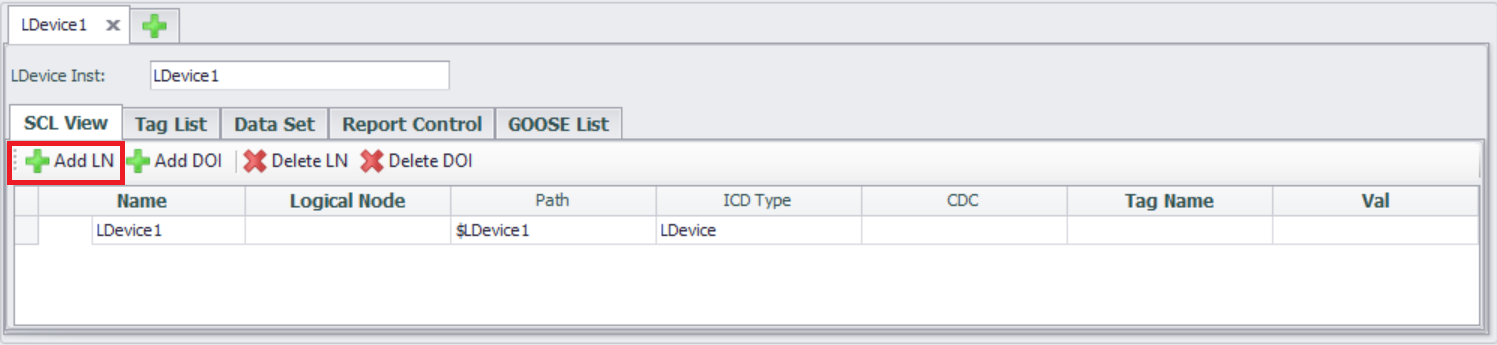 LDevice1
LDevice Inst: LDevice1
SCL View Tag List Data Set Report Control GOOSE List
Add LN Add DOI Delete LN Delete DOI
Name Logical Node Path ICD Type CDC Tag Name Val
LDevice1 $LDevice1 LDevice